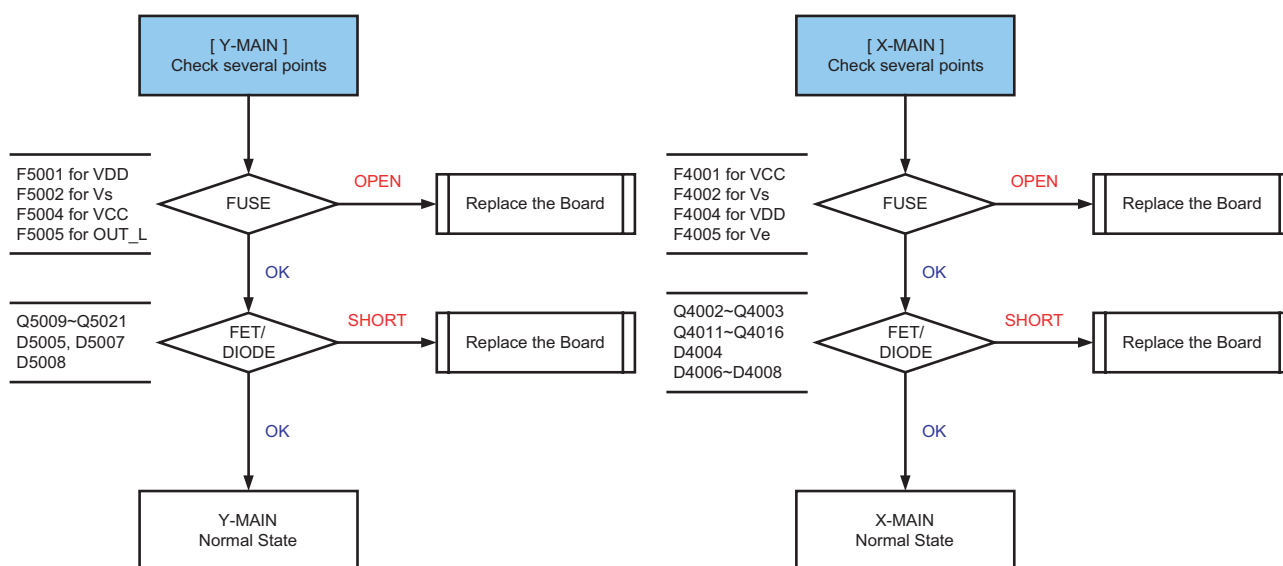 [ Y-MAIN ]
Check several points
F5001 for VDD
F5002 for Vs
F5004 for VCC
F5005 for OUT_L
FUSE
OPEN
Replace the Board
OK
Q5009~Q5021
D5005, D5007
D5008
FET/
DIODE
SHORT
Replace the Board
OK
Y-MAIN
Normal State
[ X-MAIN ]
Check several points
F4001 for VCC
F4002 for Vs
F4004 for VDD
F4005 for Ve
FUSE
OPEN
Replace the Board
OK
Q4002~Q4003
Q4011~Q4016
D4004
D4006~D4008
FET/
DIODE
SHORT
Replace the Board
OK
X-MAIN
Normal State